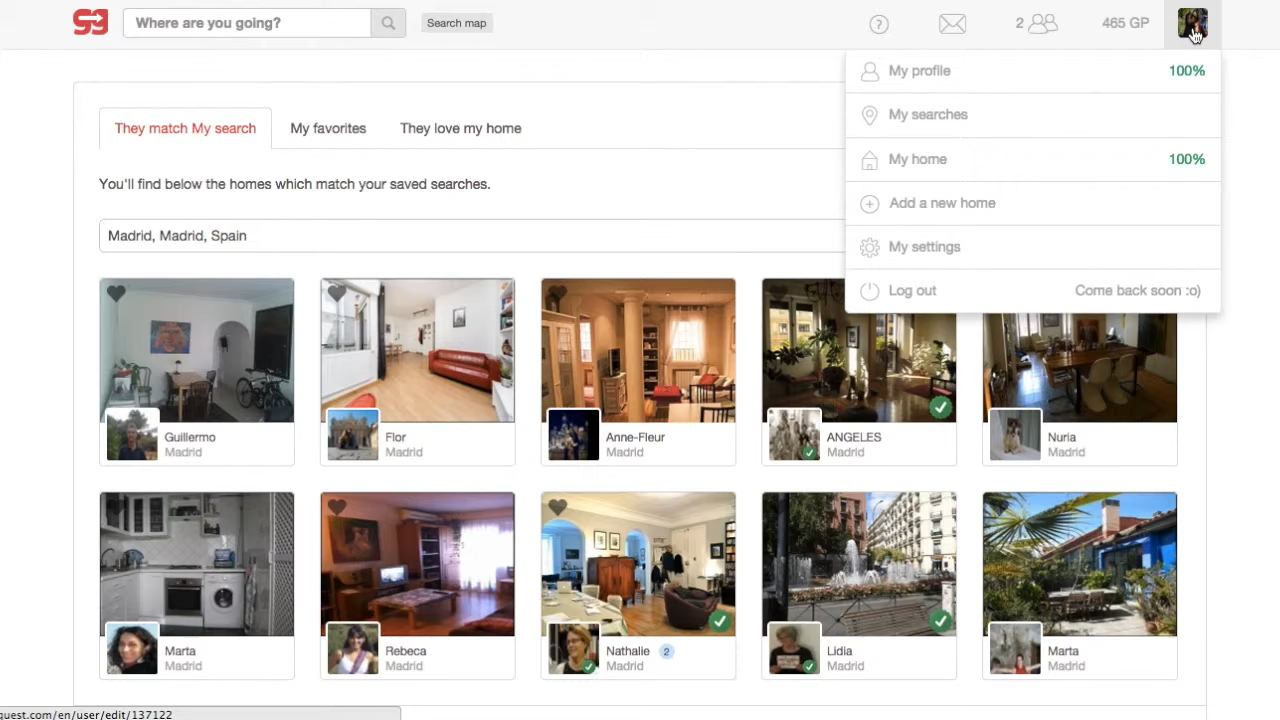 Where are you going?
Search map
?
2
465 GP
My profile 100%
My searches
My home 100%
Add a new home
My settings
Log out Come back soon :o)
They match My search
My favorites
They love my home
You'll find below the homes which match your saved searches.
Madrid, Madrid, Spain
Guillermo
Madrid
Flor
Madrid
Anne-Fleur
Madrid
ANGELES
Madrid
Nuria
Madrid
Marta
Madrid
Rebeca
Madrid
Nathalie 2
Madrid
Lidia
Madrid
Marta
Madrid
guest.com/en/user/edit/137122